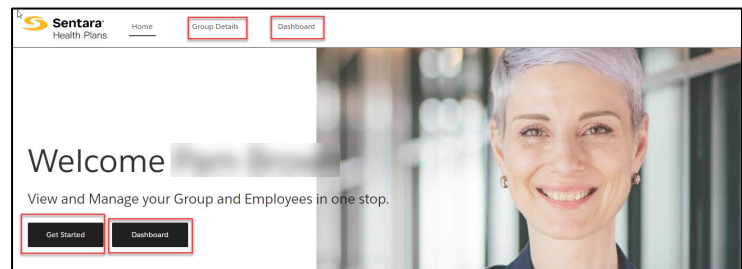 Sentara®
Health Plans
Home
Group Details
Dashboard
Welcome
View and Manage your Group and Employees in one stop.
Get Started
Dashboard